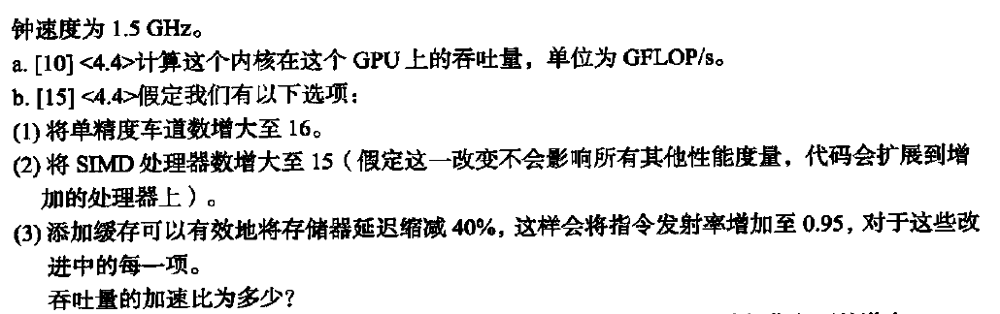 钟速度为 1.5 GHz。
a. [10] <4.4>计算这个内核在这个 GPU 上的吞吐量，单位为 GFLOP/s。
b. [15] <4.4>假定我们有以下选项：
(1) 将单精度车道数增大至 16。
(2) 将 SIMD 处理器数增大至 15（假定这一改变不会影响所有其他性能度量，代码会扩展到增
加的处理器上）。
(3) 添加缓存可以有效地将存储器延迟缩减 40%，这样会将指令发射率增加至 0.95，对于这些改
进中的每一项。
吞吐量的加速比为多少？